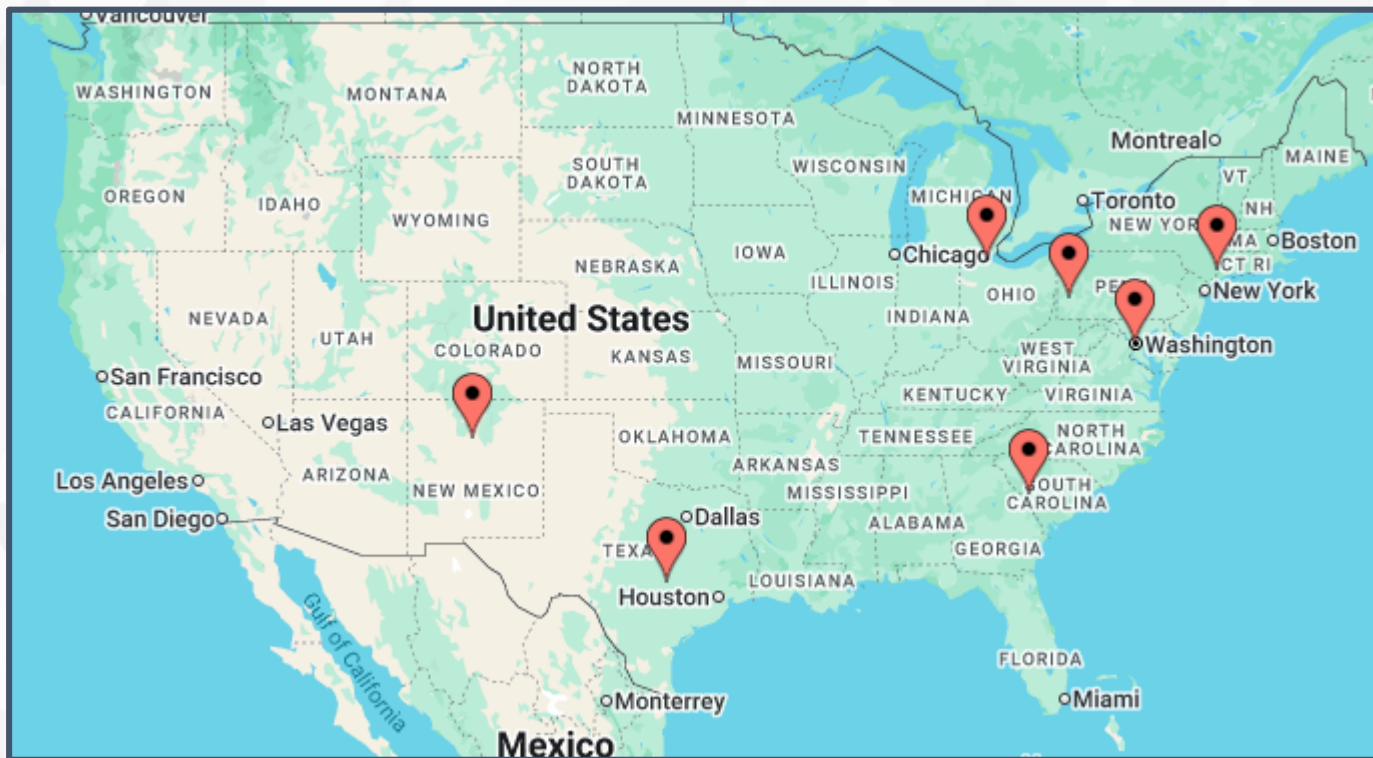 Vancouver
WASHINGTON
MONTANA
NORTH
DAKOTA
MINNESOTA
Montreal
MAINE
OREGON
IDAHO
WYOMING
SOUTH
DAKOTA
WISCONSIN
MICHIGAN
Toronto
VT
NH
NEW YORK
MA
Boston
CT RI
NEBRASKA
IOWA
Chicago
ILLINOIS
INDIANA
OHIO
PE
New York
NEVADA
UTAH
United States
COLORADO
KANSAS
MISSOURI
WEST
VIRGINIA
Washington
San Francisco
CALIFORNIA
Las Vegas
KENTUCKY
VIRGINIA
OKLAHOMA
TENNESSEE
NORTH
CAROLINA
Los Angeles
ARIZONA
NEW MEXICO
ARKANSAS
MISSISSIPPI
SOUTH
CAROLINA
San Diego
Dallas
ALABAMA
GEORGIA
TEXA
LOUISIANA
Houston
Gulf of California
FLORIDA
Monterrey
Miami
Mexico